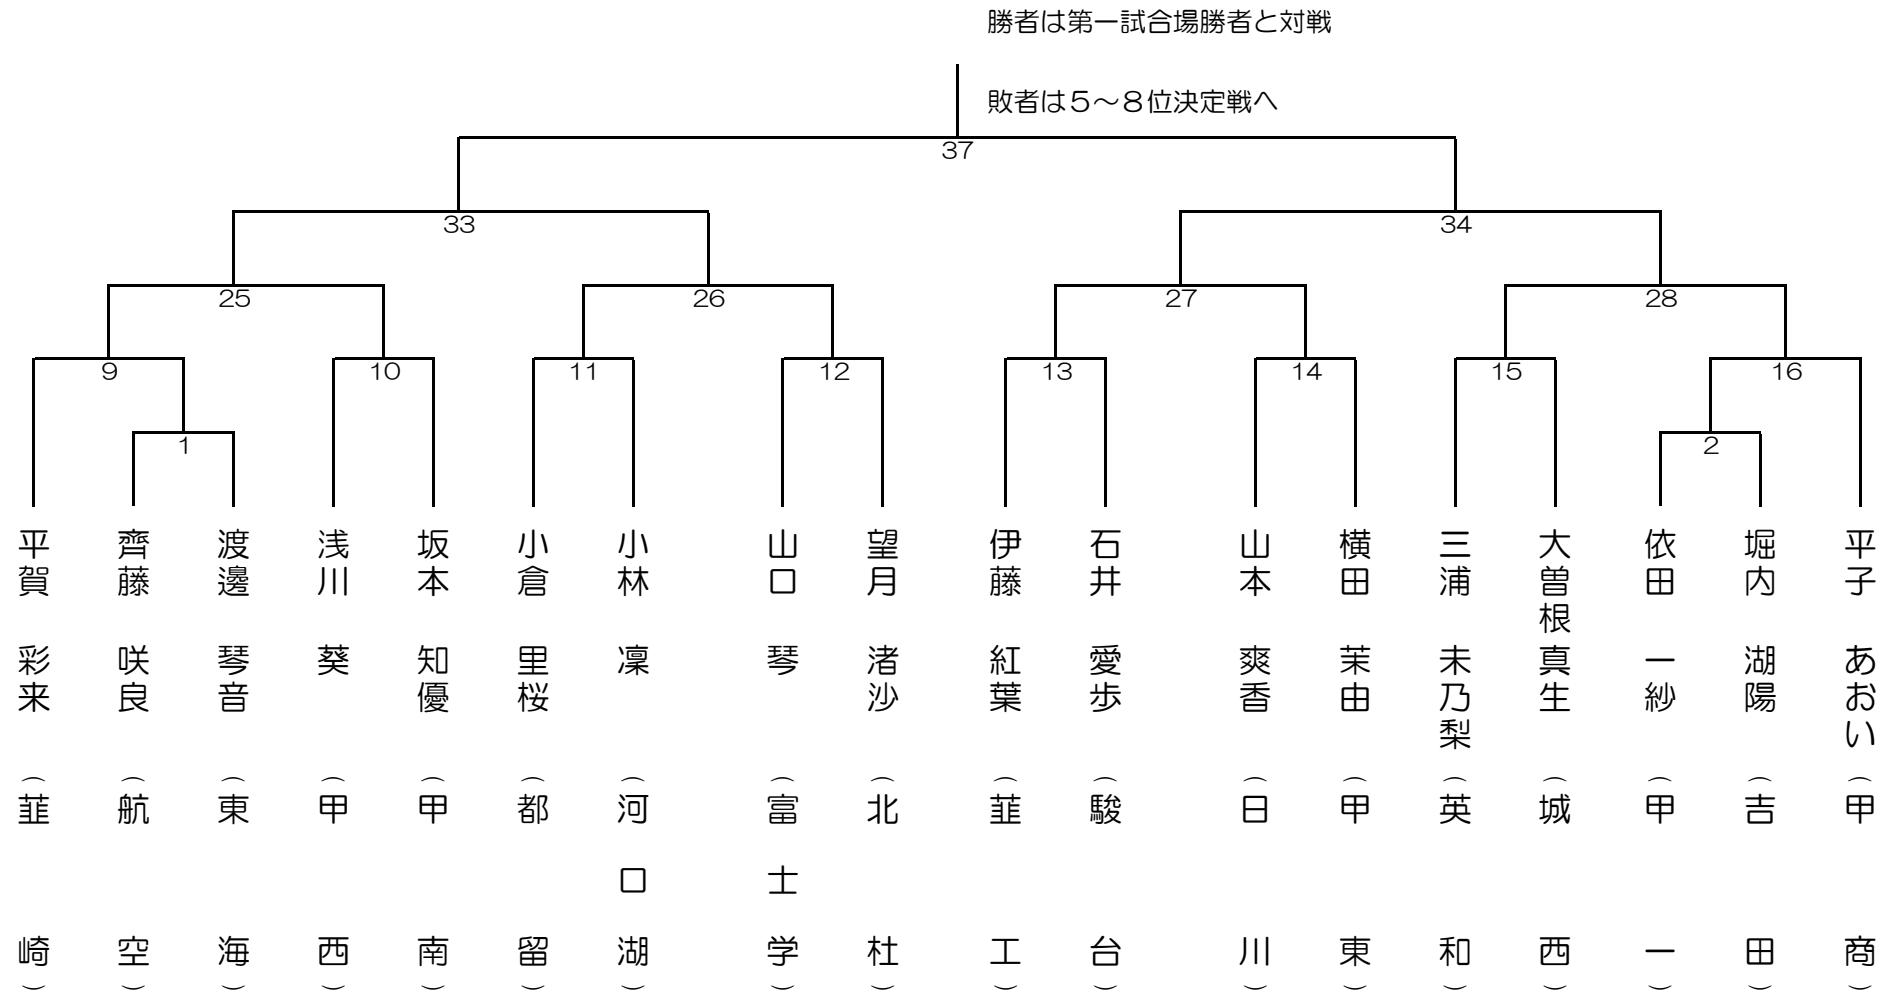 勝者は第一試合場勝者と対戦
敗者は５～８位決定戦へ
37
33
34
25
26
27
28
9
10
11
12
13
14
15
16
1
2
平賀 彩来（韮崎）
齊藤 咲良（航空）
渡邊 琴音（東海）
浅川 葵（甲西）
坂本 知優（甲南）
小倉 里桜（都留）
小林 凜（河口湖）
山口 琴（富士学）
望月 渚沙（北杜）
伊藤 紅葉（韮工）
石井 愛歩（駿台）
山本 爽香（日川）
横田 茉由（甲東）
三浦 未乃梨（英和）
大曽根 真生（城西）
依田 一紗（甲一）
堀内 湖陽（吉田）
平子 あおい（甲商）